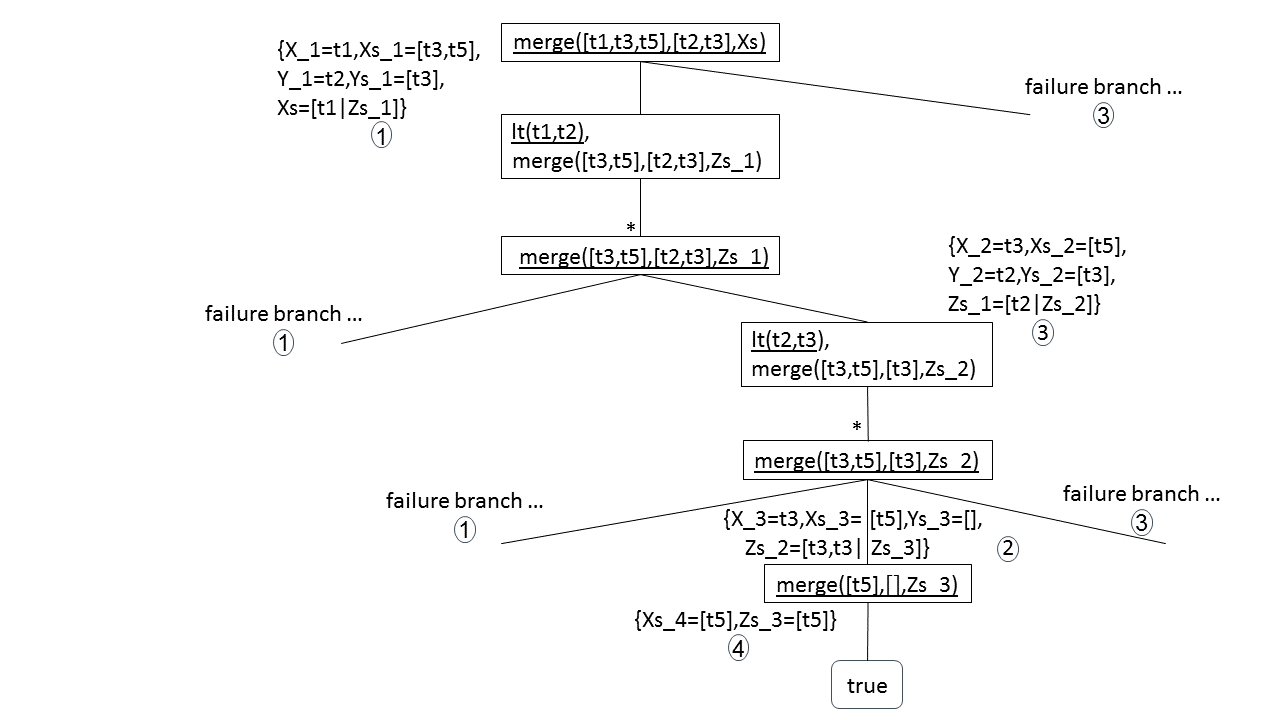 merge([t1,t3,t5],[t2,t3],Xs)
{X_1=t1,Xs_1=[t3,t5],
Y_1=t2,Ys_1=[t3],
Xs=[t1|Zs_1]}
1
failure branch ...
3
lt(t1,t2),
merge([t3,t5],[t2,t3],Zs_1)
*
merge([t3,t5],[t2,t3],Zs_1)
{X_2=t3,Xs_2=[t5],
Y_2=t2,Ys_2=[t3],
Zs_1=[t2|Zs_2]}
3
failure branch ...
1
lt(t2,t3),
merge([t3,t5],[t3],Zs_2)
*
merge([t3,t5],[t3],Zs_2)
failure branch ...
1
{X_3=t3,Xs_3= [t5],Ys_3=[],
Zs_2=[t3,t3| Zs_3]}
2
failure branch ...
3
merge([t5],[],Zs_3)
{Xs_4=[t5],Zs_3=[t5]}
4
true